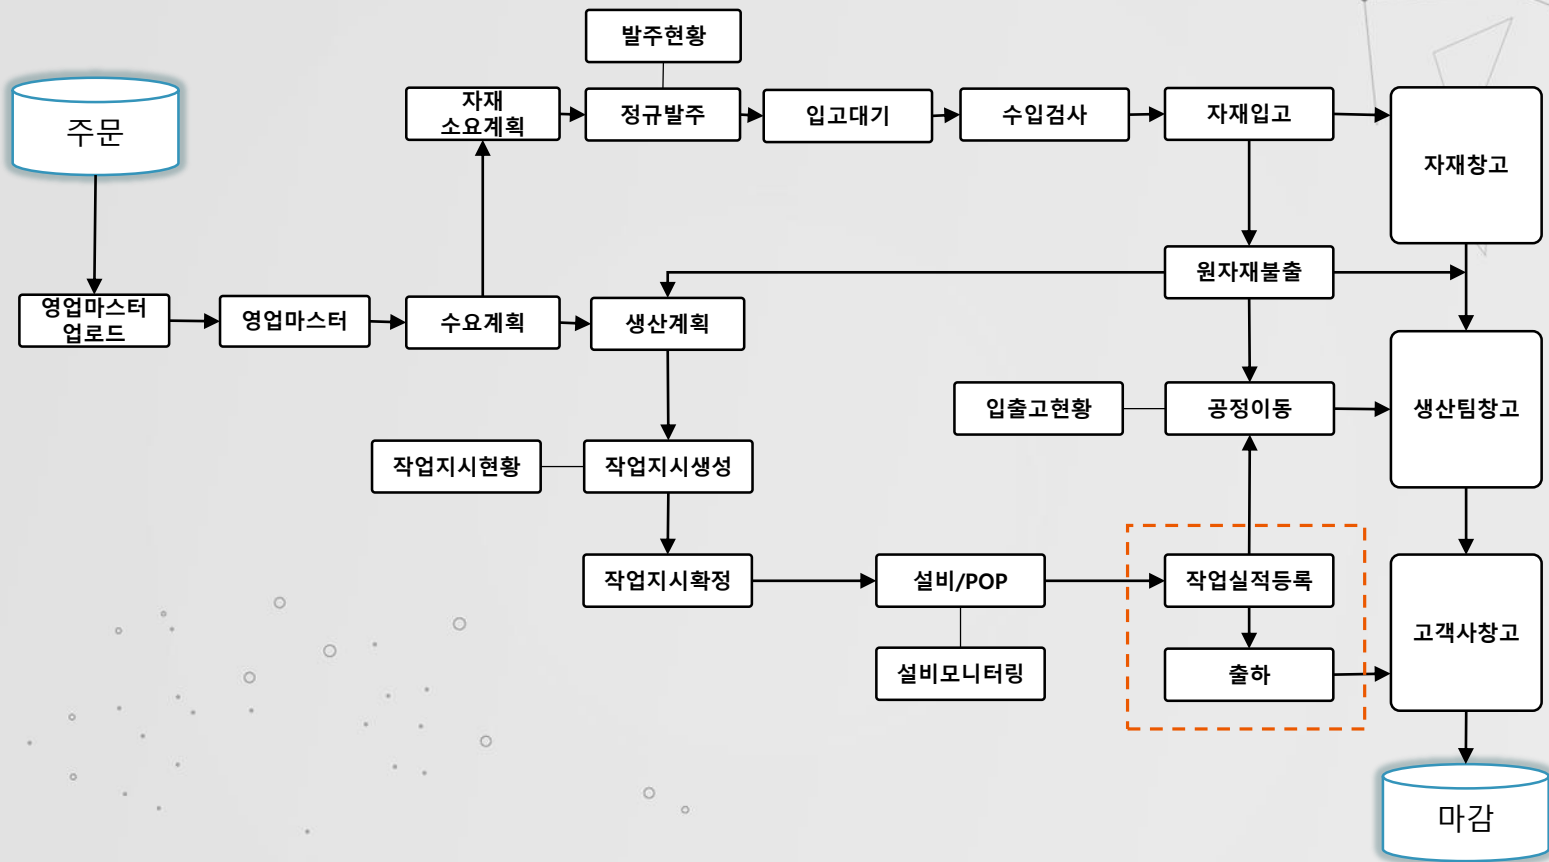 발주현황
주문
자재
소요계획
정규발주
입고대기
수입검사
자재입고
자재창고
원자재불출
영업마스터
업로드
영업마스터
수요계획
생산계획
입출고현황
공정이동
생산팀창고
작업지시현황
작업지시생성
작업지시확정
설비/POP
작업실적등록
고객사창고
설비모니터링
출하
마감